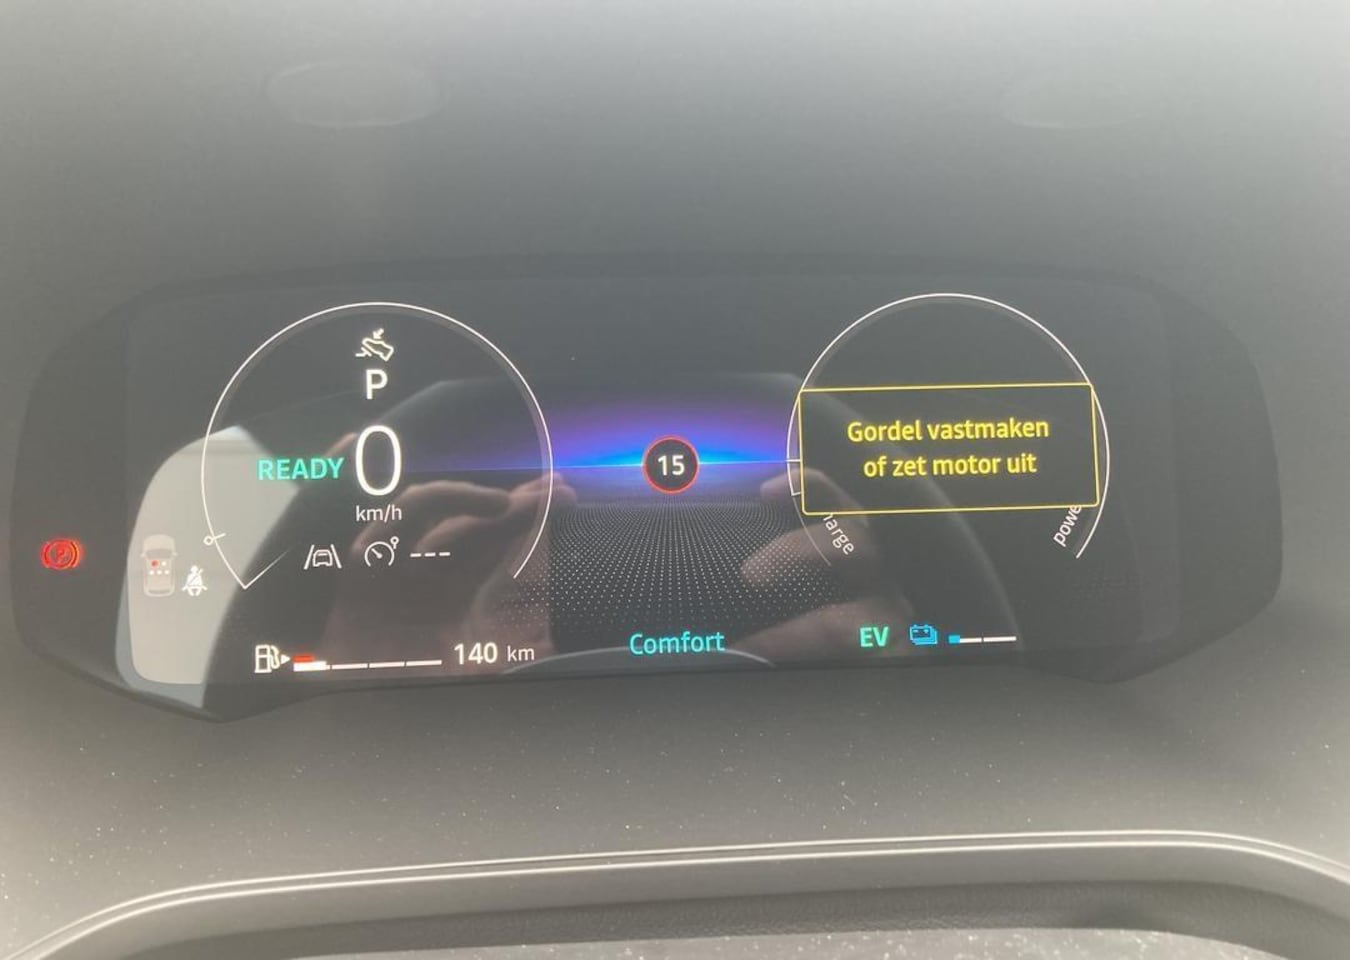 P
READY 0
km/h
---
140 km
15
Comfort
Gordel vastmaken
of zet motor uit
power
EV
P